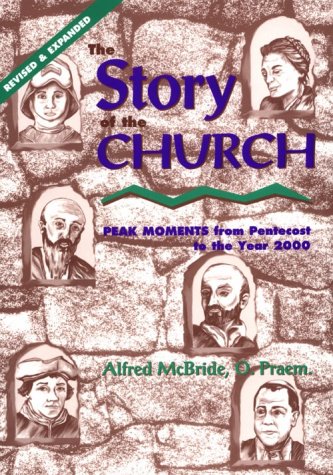 REVISED & EXPANDED
The
Story
of the
CHURCH
PEAK MOMENTS from Pentecost
to the Year 2000
Alfred McBride, O. Praem.